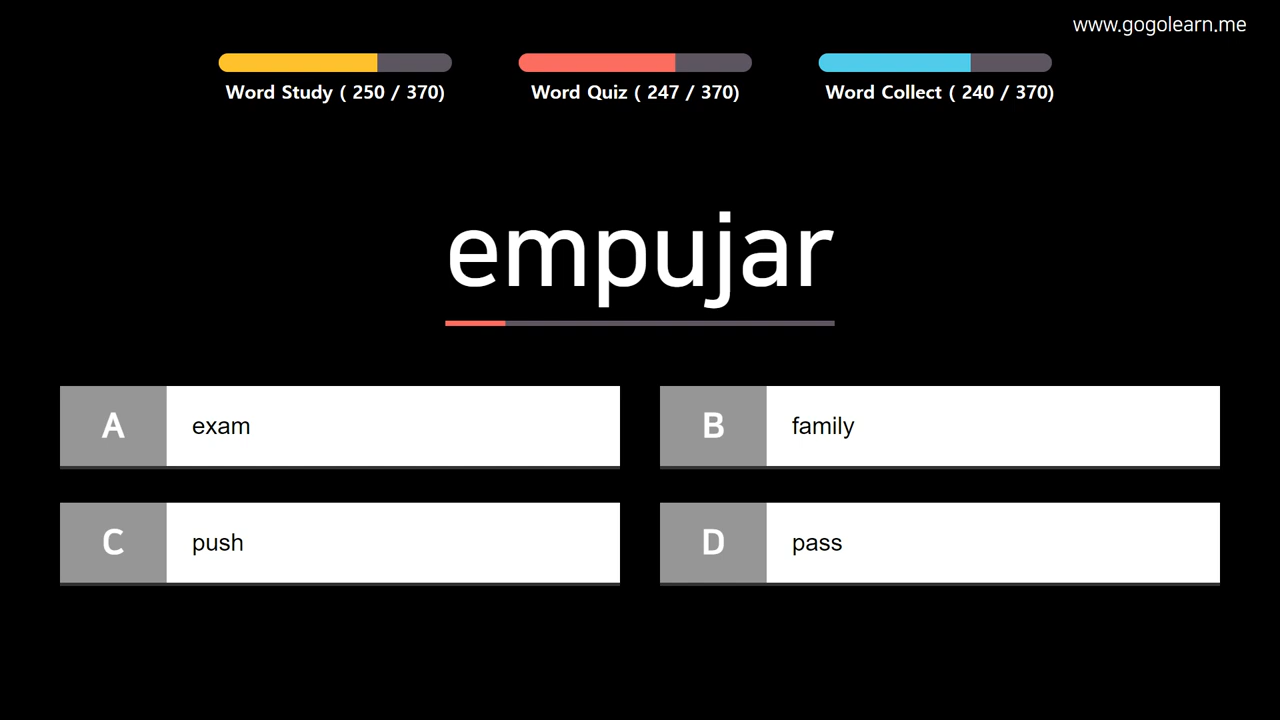 www.gogolearn.me
Word Study ( 250 / 370)
Word Quiz ( 247 / 370)
Word Collect ( 240 / 370)
empujar
A exam
B family
C push
D pass